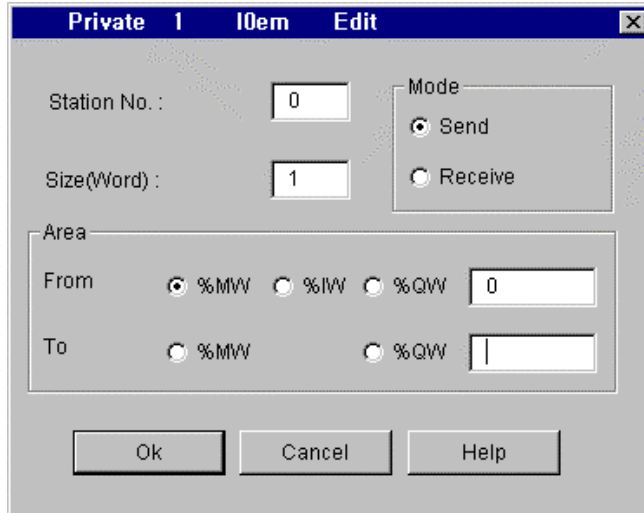 Private 1 I0em Edit
Station No. : 0
Mode
Send
Size(Word) : 1
Receive
Area
From %MW %IW %QW 0
To %MW %QW
Ok Cancel Help